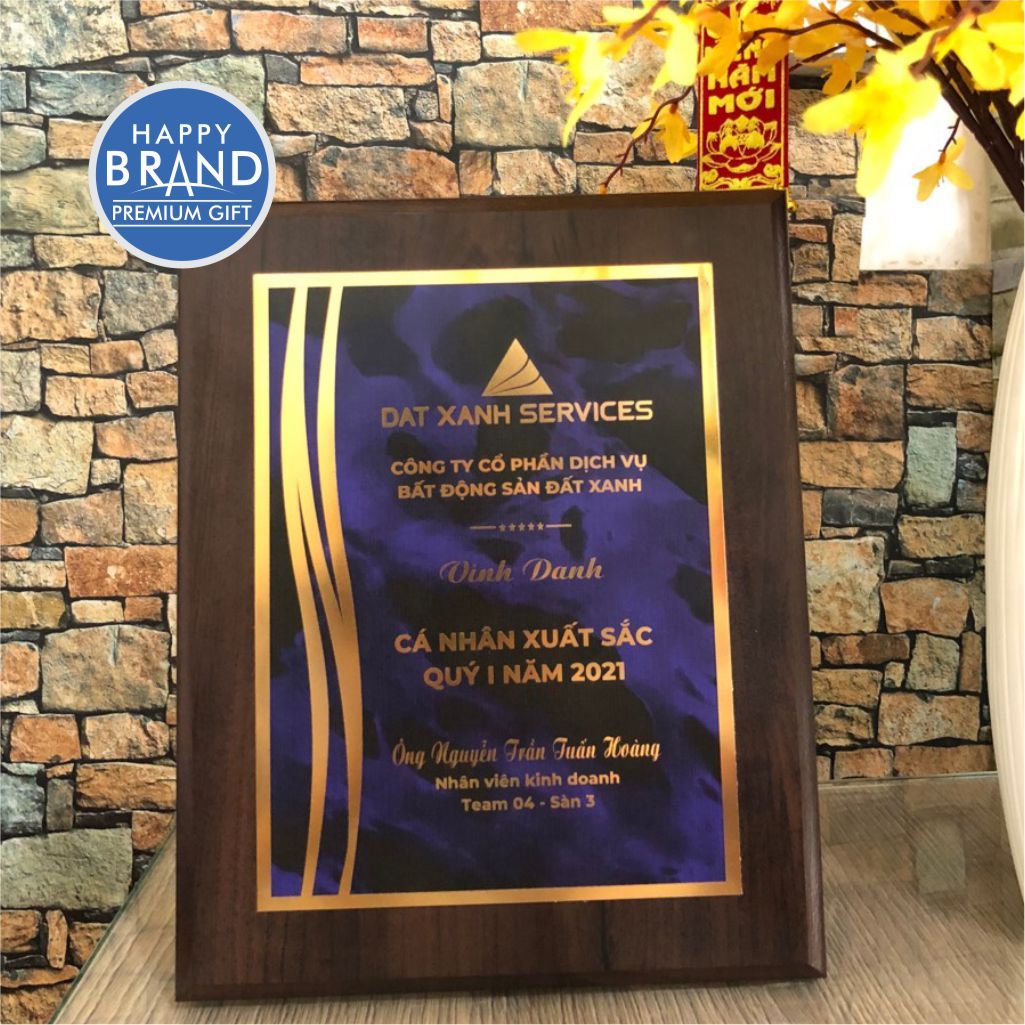 HAPPY
BRAND
PREMIUM GIFT
NĂM
MỚI
DAT XANH SERVICES
CÔNG TY CỔ PHẦN DỊCH VỤ
BẤT ĐỘNG SẢN ĐẤT XANH
Vinh Danh
CÁ NHÂN XUẤT SẮC
QUÝ I NĂM 2021
Ông Nguyễn Trần Tuấn Hoàng
Nhân viên kinh doanh
Team 04 - Sàn 3